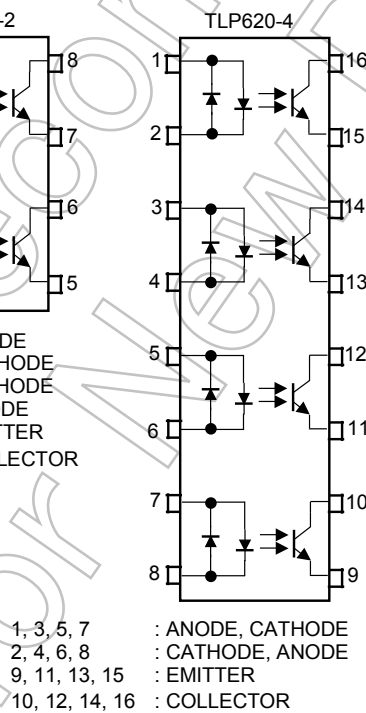 -2
8
7
6
5
DE
HODE
HODE
DE
TTER
LECTOR
TLP620-4
1
16
2
15
3
14
4
13
5
12
6
11
7
10
8
9
1, 3, 5, 7 : ANODE, CATHODE
2, 4, 6, 8 : CATHODE, ANODE
9, 11, 13, 15 : EMITTER
10, 12, 14, 16 : COLLECTOR